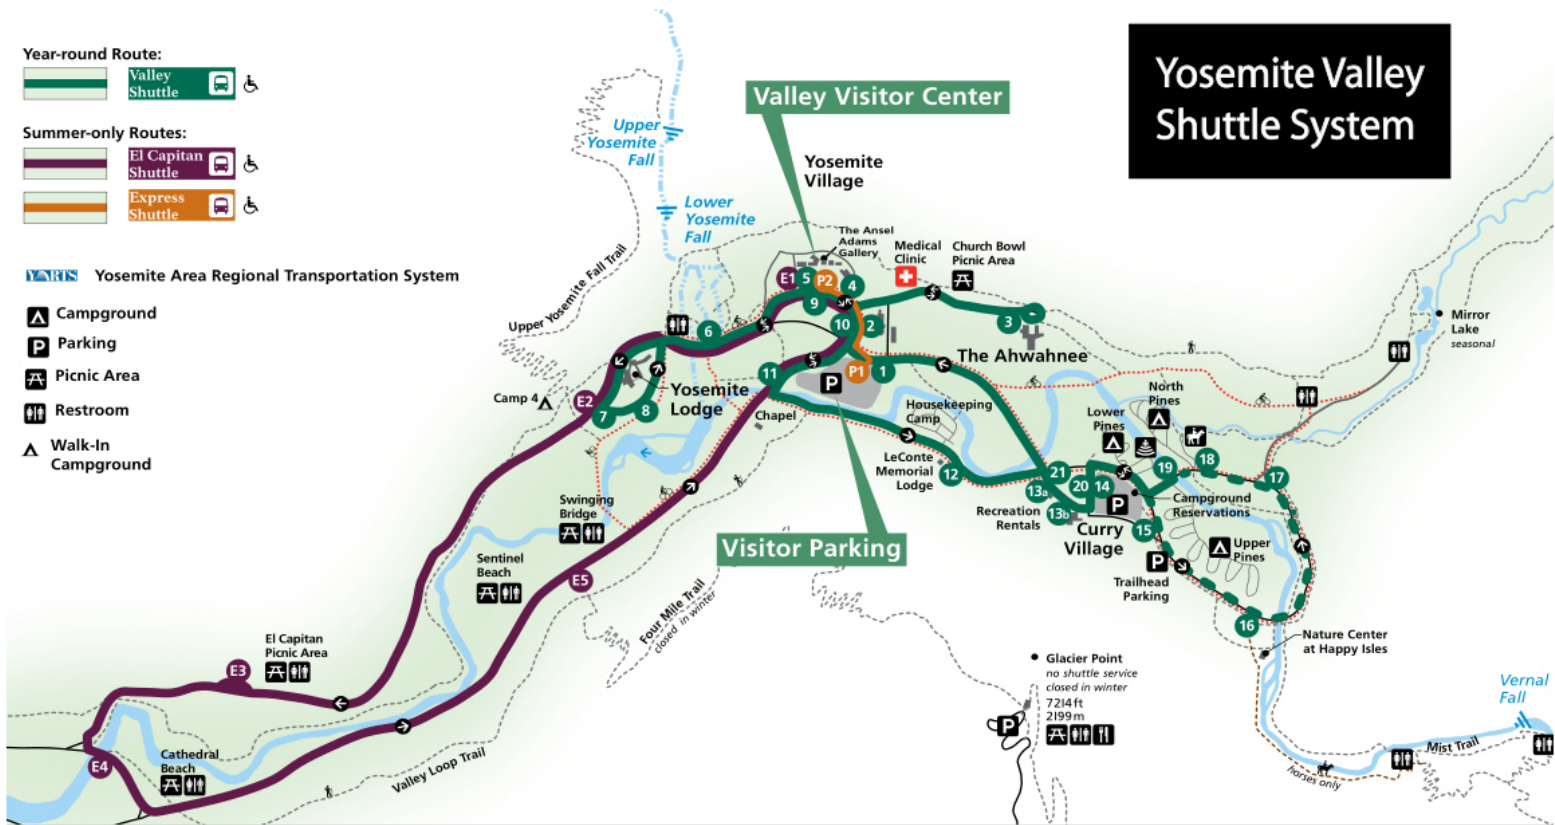 Year-round Route:
Valley
Shuttle
Summer-only Routes:
El Capitan
Shuttle
Express
Shuttle
YARTS Yosemite Area Regional Transportation System
Campground
P Parking
Picnic Area
Restroom
Walk-In
Campground
Yosemite Valley
Shuttle System
Valley Visitor Center
Yosemite
Village
Upper
Yosemite
Fall
Lower
Yosemite
Fall
Upper Yosemite Fall Trail
The Ansel
Adams
Gallery
Medical
Clinic
Church Bowl
Picnic Area
E1
5
P2
4
9
10
2
3
6
The Ahwahnee
Mirror
Lake
seasonal
11
P
P1
1
Yosemite
Lodge
Camp 4
E2
7
8
Chapel
Housekeeping
Camp
North
Pines
Lower
Pines
LeConte
Memorial
Lodge
12
21
20
14
19
18
17
13a
13b
P
Recreation
Rentals
Campground
Reservations
Curry
Village
15
Upper
Pines
P
Trailhead
Parking
16
Nature Center
at Happy Isles
Swinging
Bridge
Visitor Parking
Sentinel
Beach
E5
Four Mile Trail
closed in winter
El Capitan
Picnic Area
E3
Glacier Point
no shuttle service
closed in winter
7214 ft
2199 m
P
Vernal
Fall
Mist Trail
horses only
E4
Cathedral
Beach
Valley Loop Trail